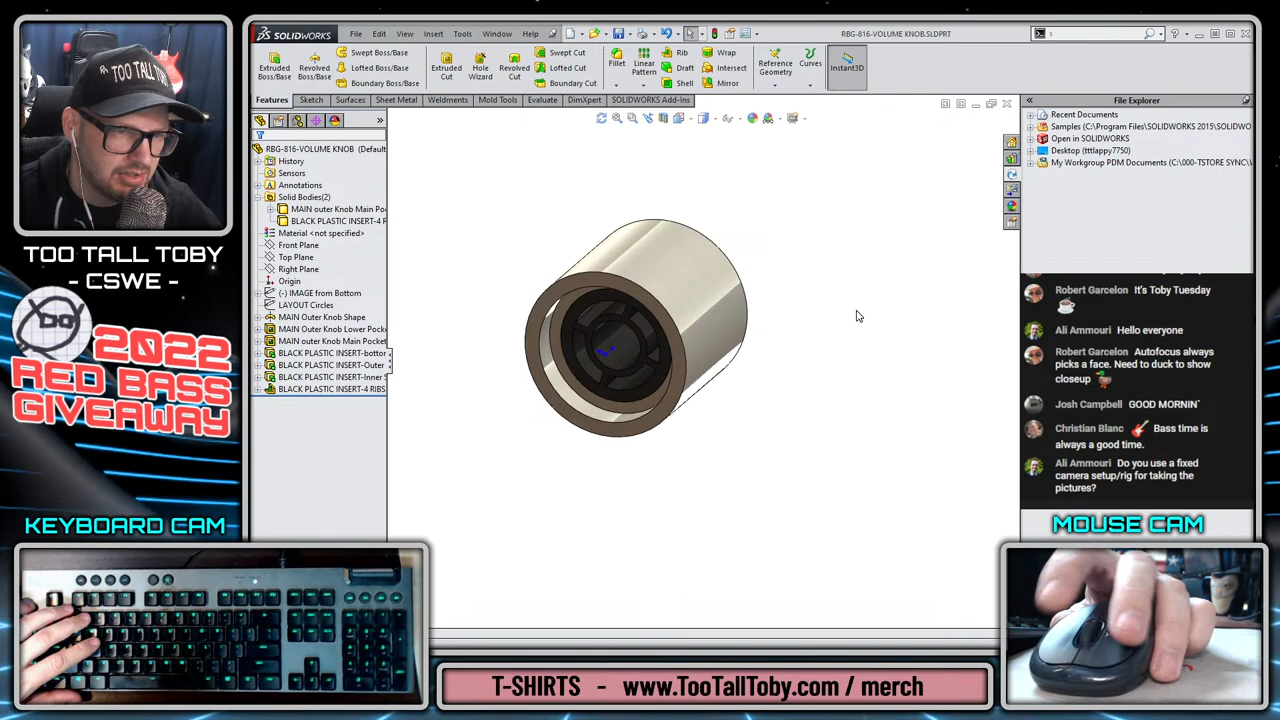 TOO TALL TOBY
TOO TALL TOBY
- CSWE -
2022
RED BASS
GIVEAWAY
KEYBOARD CAM
SOLIDWORKS
File Edit View Insert Tools Window Help
RBG-816-VOLUME KNOB.SLDPRT
s
Extruded Boss/Base
Revolved Boss/Base
Swept Boss/Base
Lofted Boss/Base
Boundary Boss/Base
Extruded Cut
Hole Wizard
Revolved Cut
Swept Cut
Lofted Cut
Boundary Cut
Fillet
Linear Pattern
Rib
Draft
Shell
Wrap
Intersect
Mirror
Reference Geometry
Curves
Instant3D
Features Sketch Surfaces Sheet Metal Weldments Mold Tools Evaluate DimXpert SOLIDWORKS Add-Ins
RBG-816-VOLUME KNOB (Default
History
Sensors
Annotations
Solid Bodies(2)
MAIN outer Knob Main Po
BLACK PLASTIC INSERT-4 R
Material <not specified>
Front Plane
Top Plane
Right Plane
Origin
(-) IMAGE from Bottom
LAYOUT Circles
MAIN Outer Knob Shape
MAIN Outer Knob Lower Pock
MAIN outer Knob Main Pocket
BLACK PLASTIC INSERT-bottor
BLACK PLASTIC INSERT-Outer
BLACK PLASTIC INSERT-Inner S
BLACK PLASTIC INSERT-4 RIBS
File Explorer
Recent Documents
Samples (C:\Program Files\SOLIDWORKS 2015\SOLIDWO
Open in SOLIDWORKS
Desktop (tttlappy7750)
My Workgroup PDM Documents (C:\000-TSTORE SYNC\V
Robert Garcelon It's Toby Tuesday
Ali Ammouri Hello everyone
Robert Garcelon Autofocus always
picks a face. Need to duck to show
closeup
Josh Campbell GOOD MORNIN`
Christian Blanc Bass time is
always a good time.
Ali Ammouri Do you use a fixed
camera setup/rig for taking the
pictures?
MOUSE CAM
T-SHIRTS - www.TooTallToby.com / merch